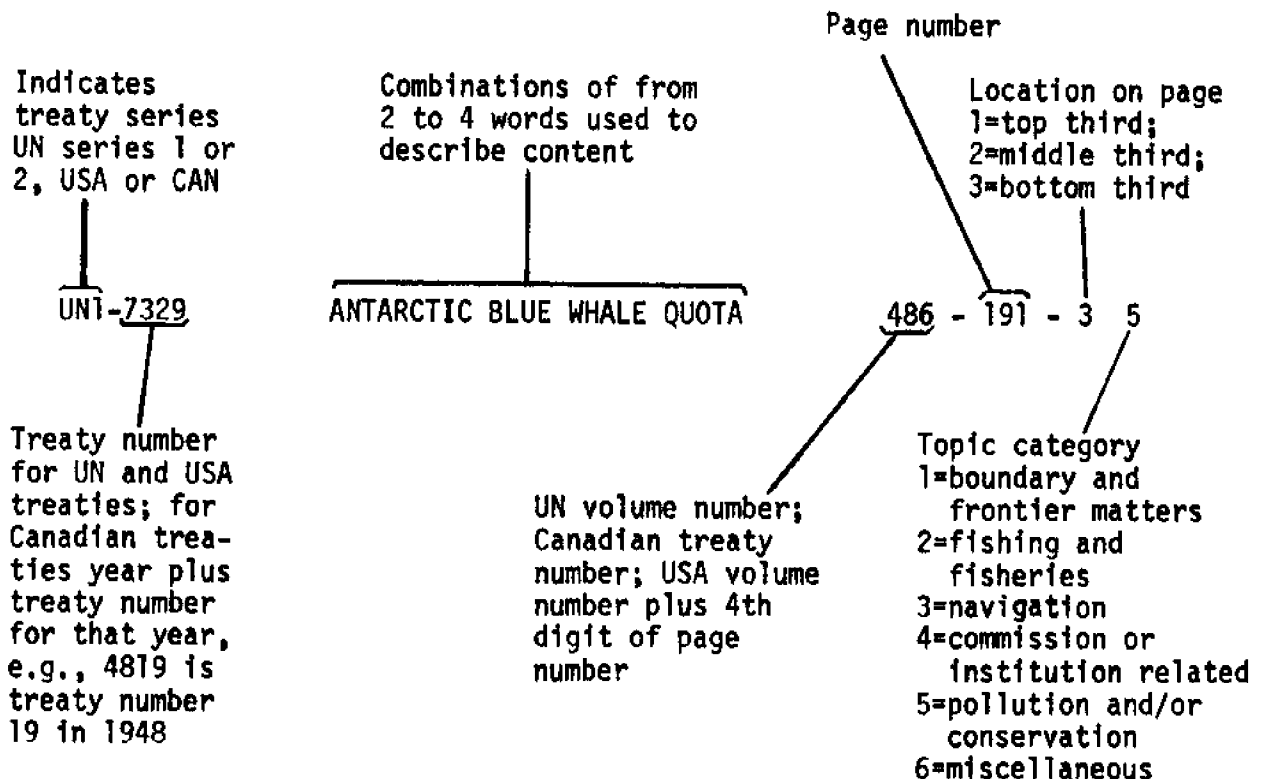 Page number
Indicates
treaty series
UN series 1 or
2, USA or CAN
Combinations of from
2 to 4 words used to
describe content
Location on page
1=top third;
2=middle third;
3=bottom third
UN1-7329 ANTARCTIC BLUE WHALE QUOTA 486 - 191 - 3 5
Treaty number
for UN and USA
treaties; for
Canadian trea-
ties year plus
treaty number
for that year,
e.g., 4819 is
treaty number
19 in 1948
UN volume number;
Canadian treaty
number; USA volume
number plus 4th
digit of page
number
Topic category
1=boundary and
frontier matters
2=fishing and
fisheries
3=navigation
4=commission or
institution related
5=pollution and/or
conservation
6=miscellaneous